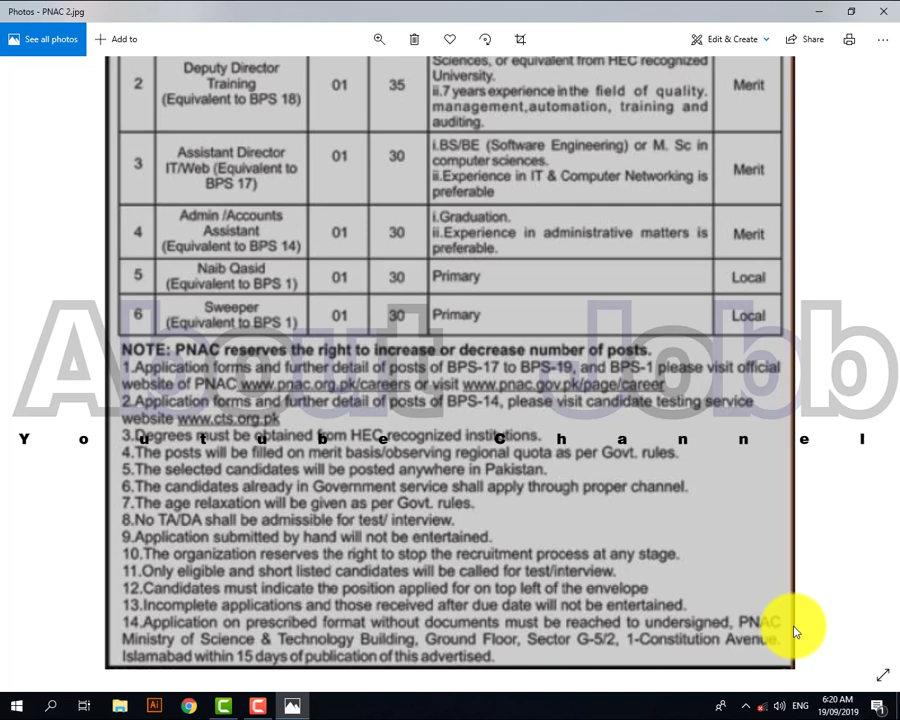 Photos - PNAC 2.jpg
See all photos
Add to
Edit & Create
Share
2
Deputy Director
Training
(Equivalent to BPS 18)
01
35
Sciences, or equivalent from HEC recognized
University.
ii.7 years experience in the field of quality.
management,automation, training and
auditing.
Merit
3
Assistant Director
IT/Web (Equivalent to
BPS 17)
01
30
i.BS/BE (Software Engineering) or M. Sc in
computer sciences.
ii.Experience in IT & Computer Networking is
preferable
Merit
4
Admin /Accounts
Assistant
(Equivalent to BPS 14)
01
30
i.Graduation.
ii.Experience in administrative matters is
preferable.
Merit
5
Naib Qasid
(Equivalent to BPS 1)
01
30
Primary
Local
6
Sweeper
(Equivalent to BPS 1)
01
30
Primary
Local
About Jobb
Youtube Channel
NOTE: PNAC reserves the right to increase or decrease number of posts.
1.Application forms and further detail of posts of BPS-17 to BPS-19, and BPS-1 please visit official
website of PNAC www.pnac.org.pk/careers or visit www.pnac.gov.pk/page/career
2.Application forms and further detail of posts of BPS-14, please visit candidate testing service
website www.cts.org.pk
3.Degrees must be obtained from HEC recognized institutions.
4.The posts will be filled on merit basis/observing regional quota as per Govt. rules.
5.The selected candidates will be posted anywhere in Pakistan.
6.The candidates already in Government service shall apply through proper channel.
7.The age relaxation will be given as per Govt. rules.
8.No TA/DA shall be admissible for test/ interview.
9.Application submitted by hand will not be entertained.
10.The organization reserves the right to stop the recruitment process at any stage.
11.Only eligible and short listed candidates will be called for test/interview.
12.Candidates must indicate the position applied for on top left of the envelope
13.Incomplete applications and those received after due date will not be entertained.
14.Application on prescribed format without documents must be reached to undersigned, PNAC
Ministry of Science & Technology Building, Ground Floor, Sector G-5/2, 1-Constitution Avenue.
Islamabad within 15 days of publication of this advertised.
Ai
ENG
6:20 AM
19/09/2019
1